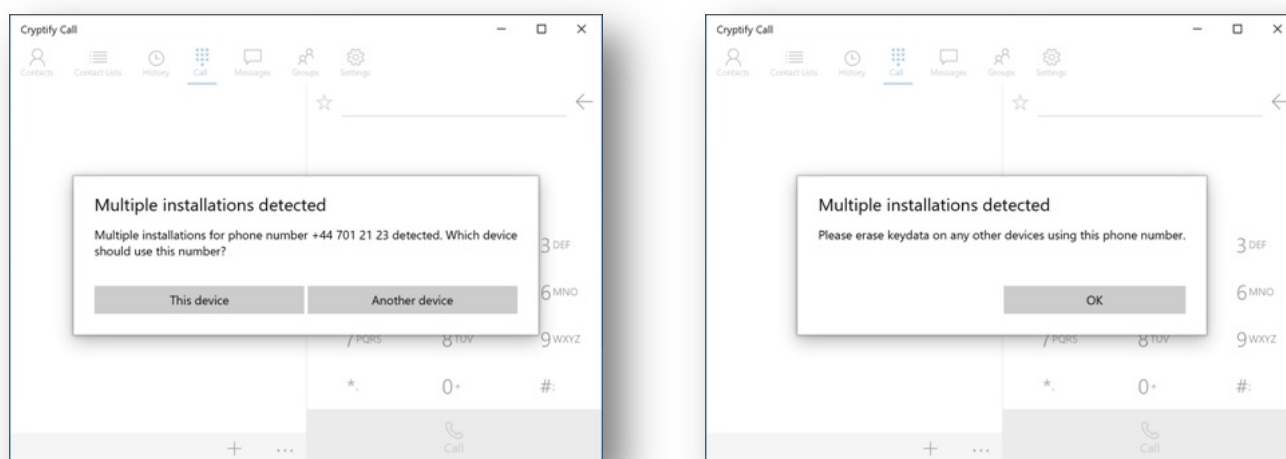 Cryptify Call
Contacts Contact Lists History Call Messages Groups Settings
Multiple installations detected
Multiple installations for phone number +44 701 21 23 detected. Which device
should use this number?
This device Another device
3 DEF
6 MNO
7 PQRS 8 TUV 9 WXYZ
*, 0+ #;
Call
Cryptify Call
Contacts Contact Lists History Call Messages Groups Settings
Multiple installations detected
Please erase keydata on any other devices using this phone number.
OK
3 DEF
6 MNO
7 PQRS 8 TUV 9 WXYZ
*, 0+ #;
Call